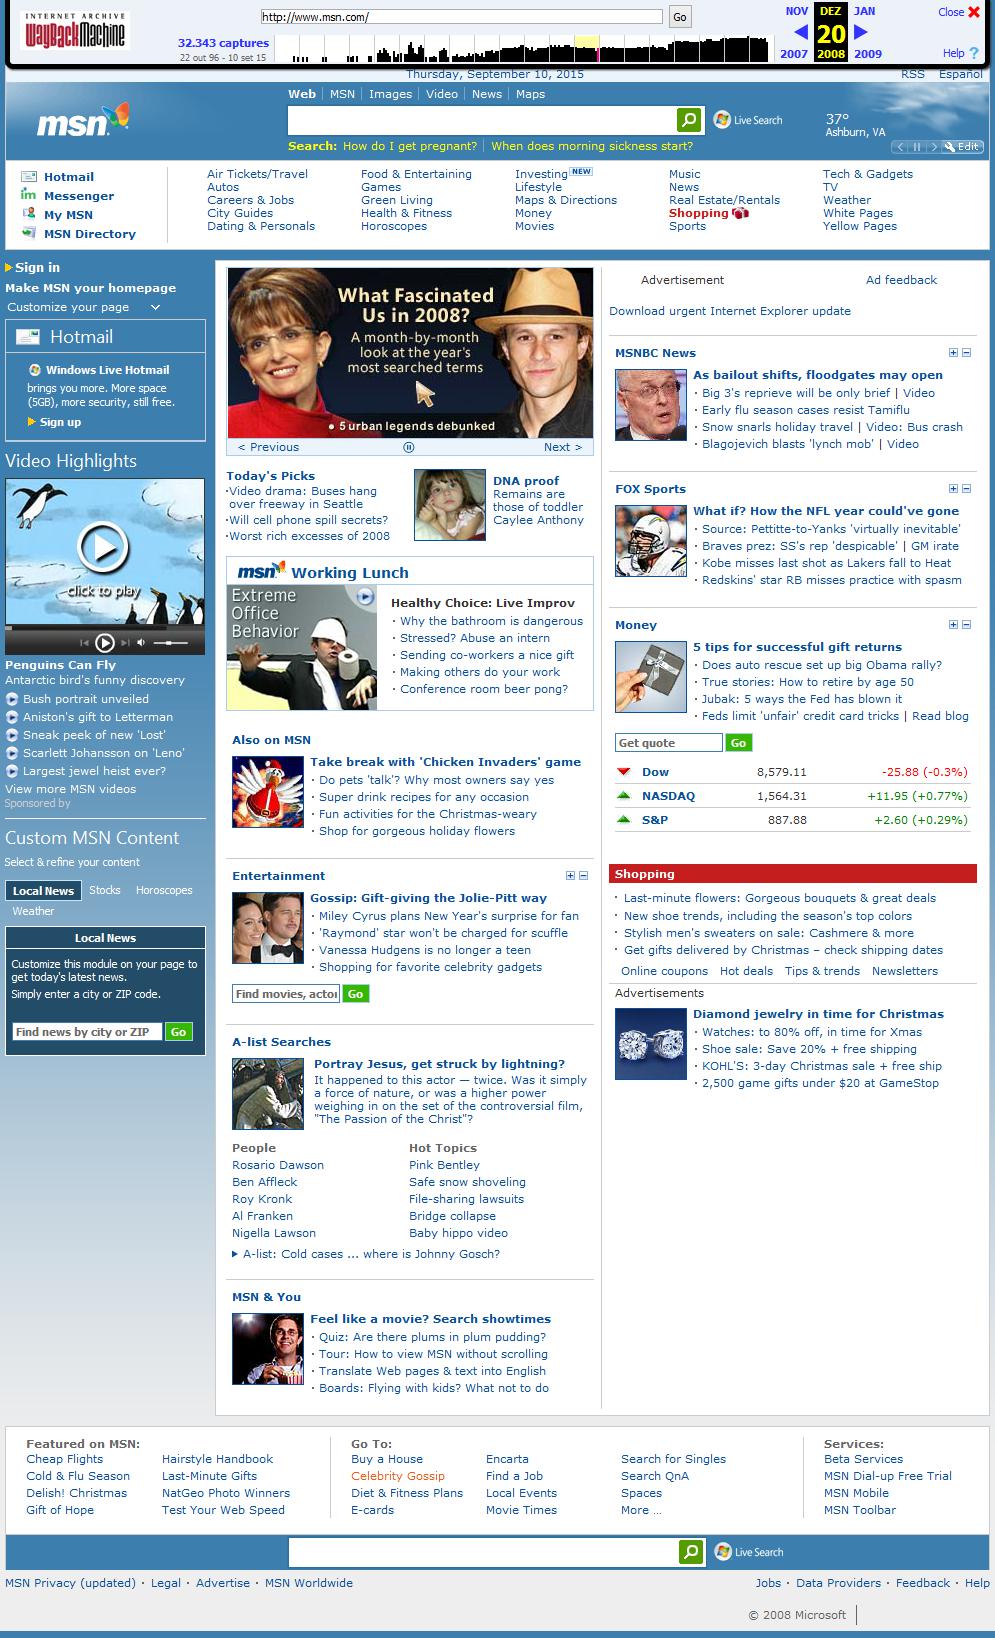 INTERNET ARCHIVE
WayBackMachine
http://www.msn.com/
Go
32.343 captures
22 out 96 - 10 set 15
NOV DEZ JAN
20
2007 2008 2009
Close
Help ?
Thursday, September 10, 2015
RSS Español
msn
Web MSN Images Video News Maps
Live Search
Search: How do I get pregnant? When does morning sickness start?
37°
Ashburn, VA
Edit
Hotmail
Messenger
My MSN
MSN Directory
Air Tickets/Travel
Autos
Careers & Jobs
City Guides
Dating & Personals
Food & Entertaining
Games
Green Living
Health & Fitness
Horoscopes
Investing NEW
Lifestyle
Maps & Directions
Money
Movies
Music
News
Real Estate/Rentals
Shopping
Sports
Tech & Gadgets
TV
Weather
White Pages
Yellow Pages
Sign in
Make MSN your homepage
Customize your page
Hotmail
Windows Live Hotmail
brings you more. More space
(5GB), more security, still free.
Sign up
Video Highlights
click to play
Penguins Can Fly
Antarctic bird's funny discovery
Bush portrait unveiled
Aniston's gift to Letterman
Sneak peek of new 'Lost'
Scarlett Johansson on 'Leno'
Largest jewel heist ever?
View more MSN videos
Sponsored by
Custom MSN Content
Select & refine your content
Local News Stocks Horoscopes
Weather
Local News
Customize this module on your page to
get today's latest news.
Simply enter a city or ZIP code.
Find news by city or ZIP Go
What Fascinated
Us in 2008?
A month-by-month
look at the year's
most searched terms
• 5 urban legends debunked
< Previous Next >
Today's Picks
·Video drama: Buses hang
over freeway in Seattle
·Will cell phone spill secrets?
·Worst rich excesses of 2008
DNA proof
Remains are
those of toddler
Caylee Anthony
msn Working Lunch
Extreme
Office
Behavior
Healthy Choice: Live Improv
· Why the bathroom is dangerous
· Stressed? Abuse an intern
· Sending co-workers a nice gift
· Making others do your work
· Conference room beer pong?
Also on MSN
Take break with 'Chicken Invaders' game
· Do pets 'talk'? Why most owners say yes
· Super drink recipes for any occasion
· Fun activities for the Christmas-weary
· Shop for gorgeous holiday flowers
Entertainment
Gossip: Gift-giving the Jolie-Pitt way
· Miley Cyrus plans New Year's surprise for fan
· 'Raymond' star won't be charged for scuffle
· Vanessa Hudgens is no longer a teen
· Shopping for favorite celebrity gadgets
Find movies, actor Go
A-list Searches
Portray Jesus, get struck by lightning?
It happened to this actor — twice. Was it simply
a force of nature, or was a higher power
weighing in on the set of the controversial film,
"The Passion of the Christ"?
People
Rosario Dawson
Ben Affleck
Roy Kronk
Al Franken
Nigella Lawson
Hot Topics
Pink Bentley
Safe snow shoveling
File-sharing lawsuits
Bridge collapse
Baby hippo video
A-list: Cold cases ... where is Johnny Gosch?
MSN & You
Feel like a movie? Search showtimes
· Quiz: Are there plums in plum pudding?
· Tour: How to view MSN without scrolling
· Translate Web pages & text into English
· Boards: Flying with kids? What not to do
Advertisement Ad feedback
Download urgent Internet Explorer update
MSNBC News
As bailout shifts, floodgates may open
· Big 3's reprieve will be only brief | Video
· Early flu season cases resist Tamiflu
· Snow snarls holiday travel | Video: Bus crash
· Blagojevich blasts 'lynch mob' | Video
FOX Sports
What if? How the NFL year could've gone
· Source: Pettitte-to-Yanks 'virtually inevitable'
· Braves prez: SS's rep 'despicable' | GM irate
· Kobe misses last shot as Lakers fall to Heat
· Redskins' star RB misses practice with spasm
Money
5 tips for successful gift returns
· Does auto rescue set up big Obama rally?
· True stories: How to retire by age 50
· Jubak: 5 ways the Fed has blown it
· Feds limit 'unfair' credit card tricks | Read blog
Get quote Go
Dow 8,579.11 -25.88 (-0.3%)
NASDAQ 1,564.31 +11.95 (+0.77%)
S&P 887.88 +2.60 (+0.29%)
Shopping
· Last-minute flowers: Gorgeous bouquets & great deals
· New shoe trends, including the season's top colors
· Stylish men's sweaters on sale: Cashmere & more
· Get gifts delivered by Christmas – check shipping dates
Online coupons Hot deals Tips & trends Newsletters
Advertisements
Diamond jewelry in time for Christmas
· Watches: to 80% off, in time for Xmas
· Shoe sale: Save 20% + free shipping
· KOHL'S: 3-day Christmas sale + free ship
· 2,500 game gifts under $20 at GameStop
Featured on MSN:
Cheap Flights
Cold & Flu Season
Delish! Christmas
Gift of Hope
Hairstyle Handbook
Last-Minute Gifts
NatGeo Photo Winners
Test Your Web Speed
Go To:
Buy a House
Celebrity Gossip
Diet & Fitness Plans
E-cards
Encarta
Find a Job
Local Events
Movie Times
Search for Singles
Search QnA
Spaces
More ...
Services:
Beta Services
MSN Dial-up Free Trial
MSN Mobile
MSN Toolbar
Live Search
MSN Privacy (updated) · Legal · Advertise · MSN Worldwide
Jobs · Data Providers · Feedback · Help
© 2008 Microsoft